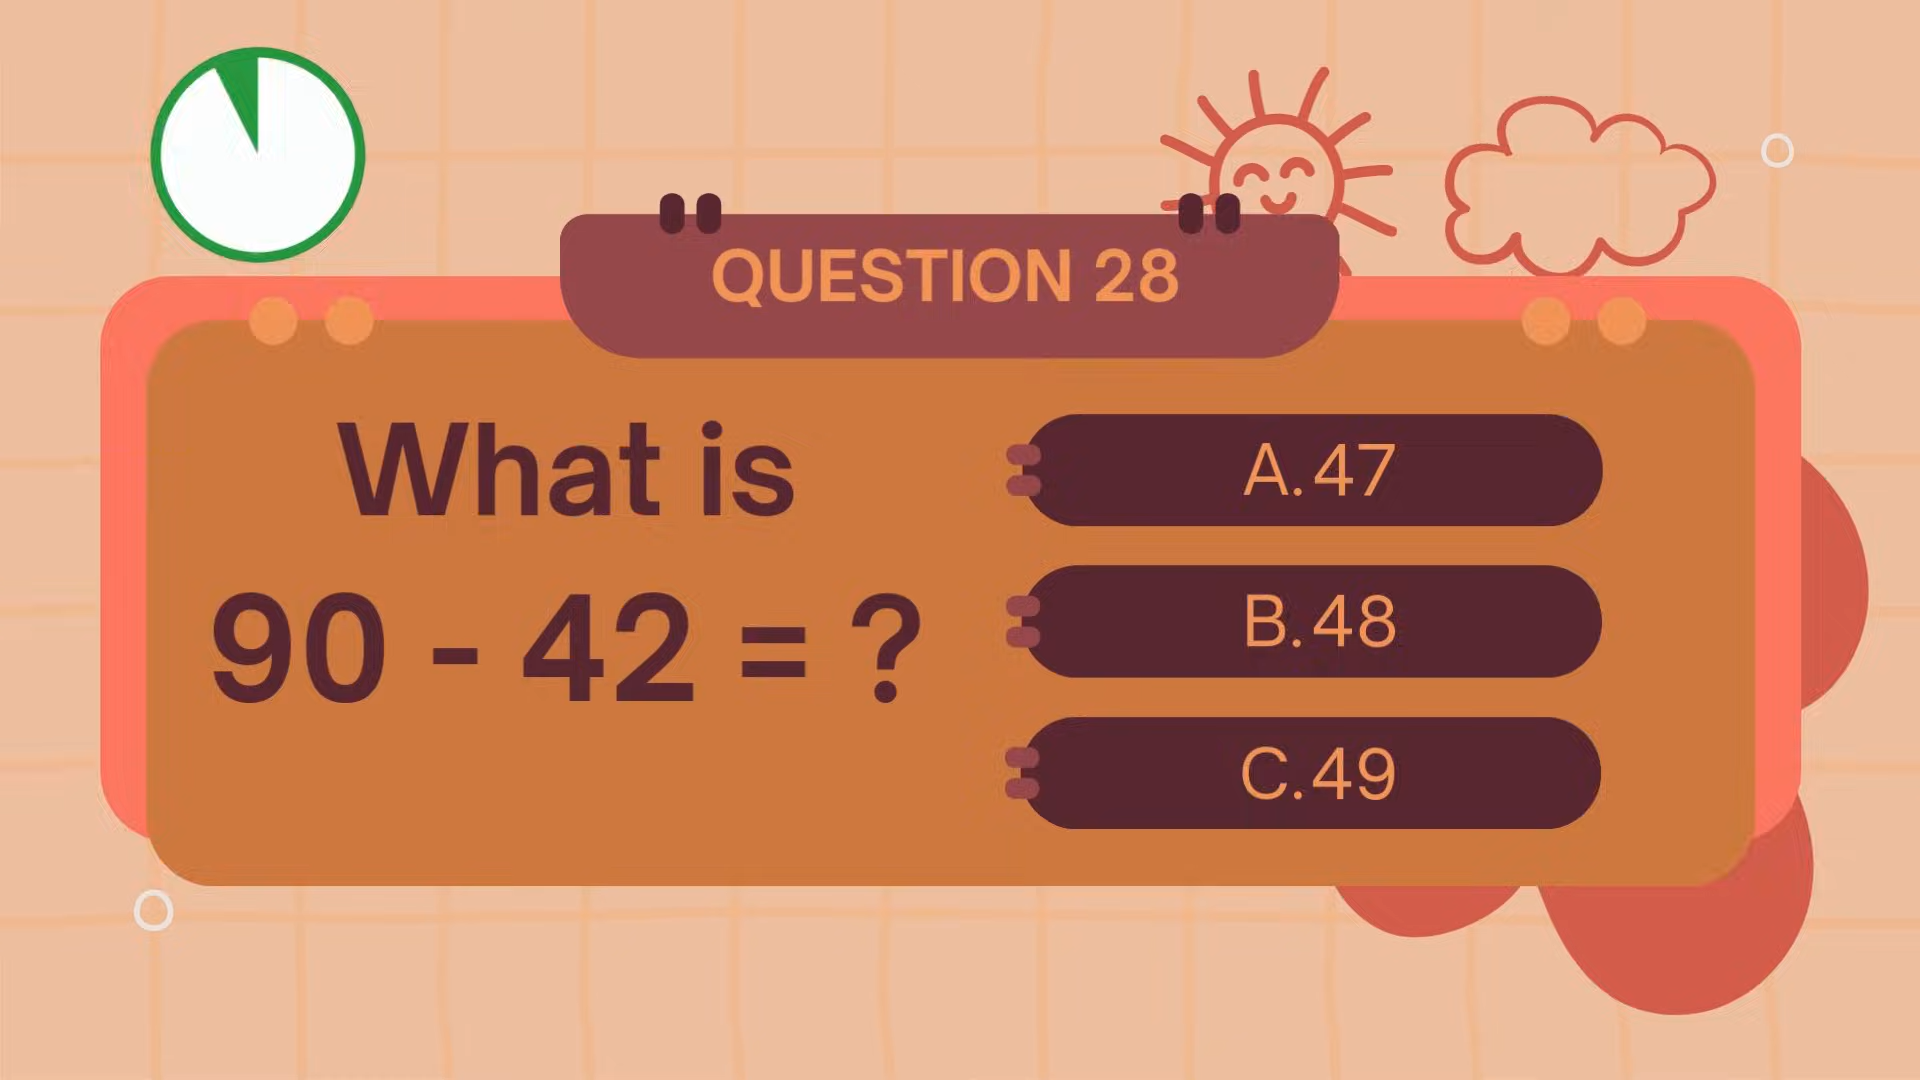 QUESTION 28
What is
90 - 42 = ?
A.47
B.48
C.49